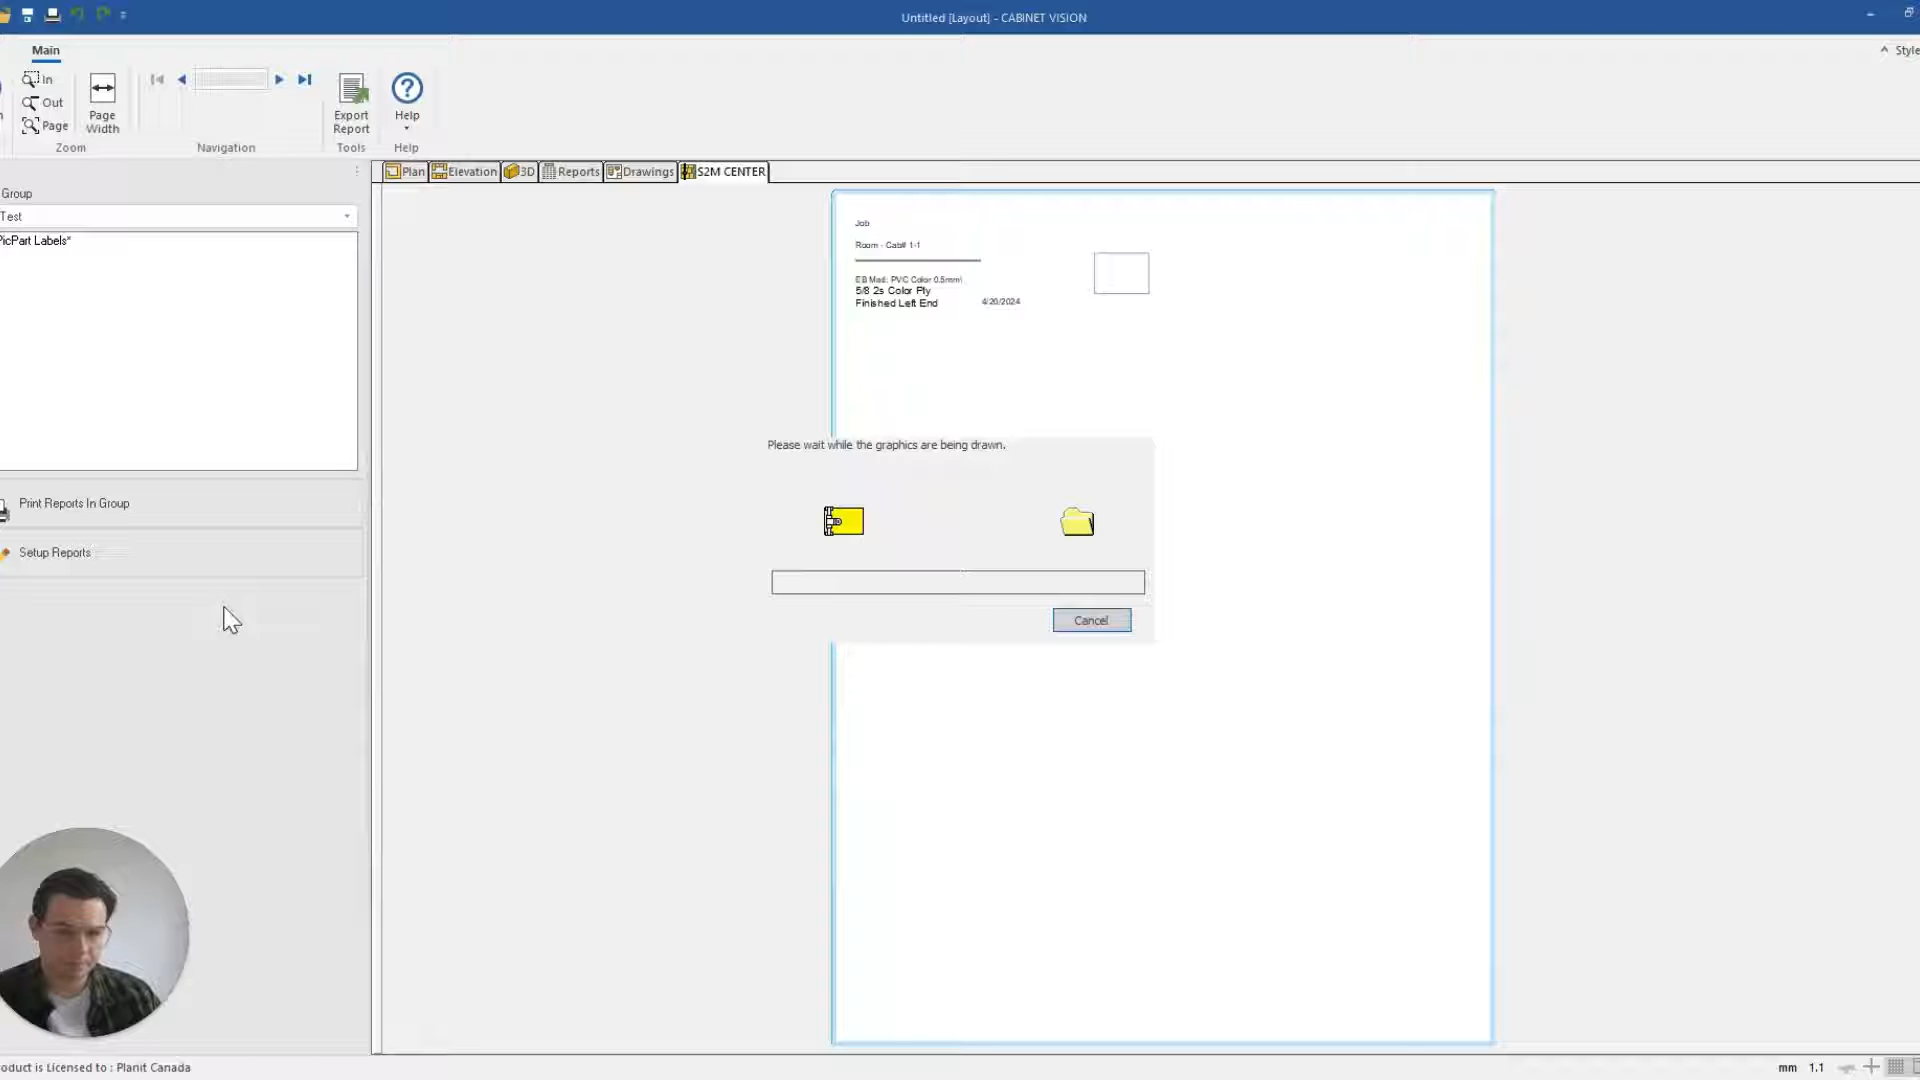 Untitled [Layout] - CABINET VISION
Main
Style
In
Out
Page
Page Width
Zoom
Navigation
Export Report
Tools
Help
Help
Group
Test
PicPart Labels*
Print Reports In Group
Setup Reports
Plan
Elevation
3D
Reports
Drawings
S2M CENTER
Job
Room - Cab# 1-1
EB Mat: PVC Color 0.5mm\
5/8 2s Color Ply
Finished Left End
4/20/2024
Please wait while the graphics are being drawn.
Cancel
oduct is Licensed to : Planit Canada
mm
1.1